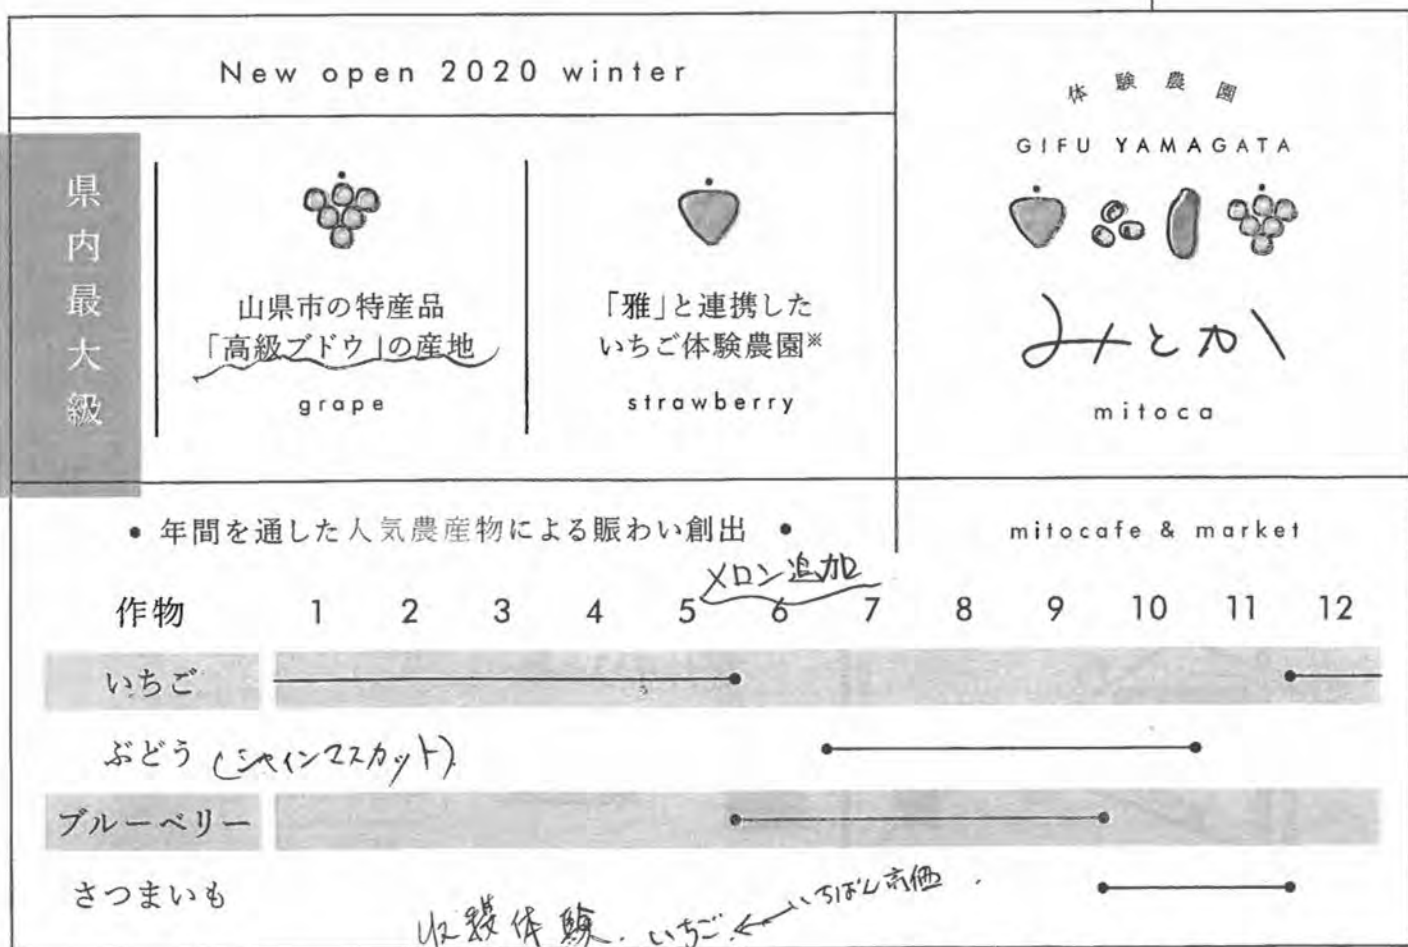 New open 2020 winter
県内最大級
山県市の特産品
「高級ブドウ」の産地
grape
「雅」と連携した
いちご体験農園※
strawberry
体験農園
GIFU YAMAGATA
みとか
mitoca
• 年間を通した人気農産物による賑わい創出 •
mitocafe & market
メロン追加
作物 1 2 3 4 5 6 7 8 9 10 11 12
いちご
ぶどう (シャインマスカット)
ブルーベリー
さつまいも
収穫体験. いちご ← いちばん高価.